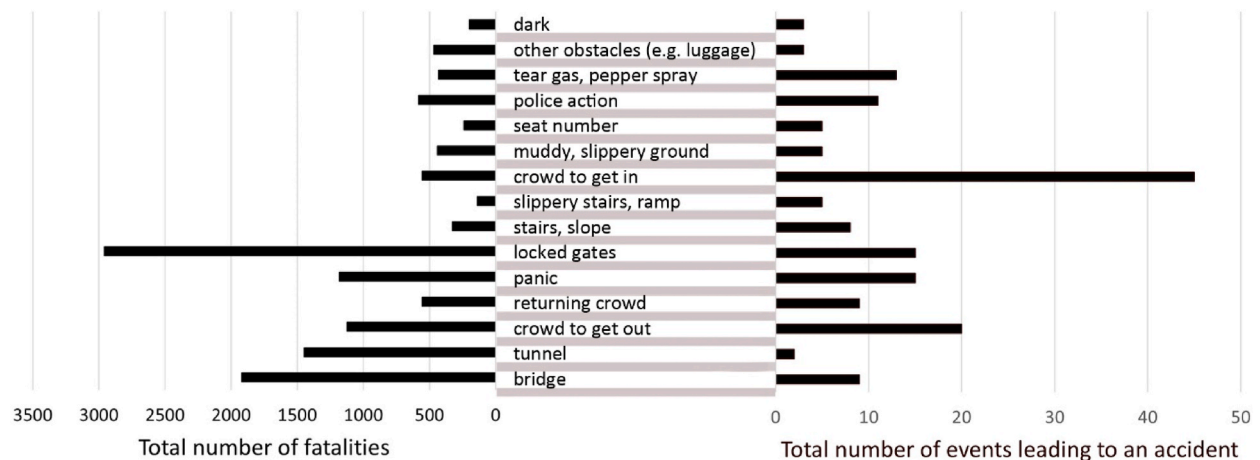 dark
other obstacles (e.g. luggage)
tear gas, pepper spray
police action
seat number
muddy, slippery ground
crowd to get in
slippery stairs, ramp
stairs, slope
locked gates
panic
returning crowd
crowd to get out
tunnel
bridge
3500 3000 2500 2000 1500 1000 500 0 0 10 20 30 40 50
Total number of fatalities Total number of events leading to an accident